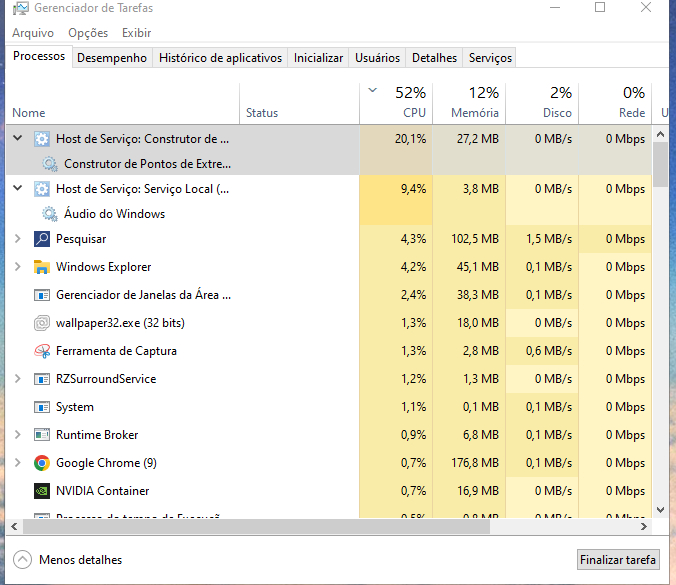 Gerenciador de Tarefas
Arquivo Opções Exibir
Processos Desempenho Histórico de aplicativos Inicializar Usuários Detalhes Serviços
52% 12% 2% 0%
Nome Status CPU Memória Disco Rede U
Host de Serviço: Construtor de ... 20,1% 27,2 MB 0 MB/s 0 Mbps
Construtor de Pontos de Extre...
Host de Serviço: Serviço Local (... 9,4% 3,8 MB 0 MB/s 0 Mbps
Áudio do Windows
Pesquisar 4,3% 102,5 MB 1,5 MB/s 0 Mbps
Windows Explorer 4,2% 45,1 MB 0,1 MB/s 0 Mbps
Gerenciador de Janelas da Área ... 2,4% 38,3 MB 0,1 MB/s 0 Mbps
wallpaper32.exe (32 bits) 1,3% 18,0 MB 0 MB/s 0 Mbps
Ferramenta de Captura 1,3% 2,8 MB 0,6 MB/s 0 Mbps
RZSurroundService 1,2% 1,3 MB 0 MB/s 0 Mbps
System 1,1% 0,1 MB 0,1 MB/s 0 Mbps
Runtime Broker 0,9% 6,8 MB 0,1 MB/s 0 Mbps
Google Chrome (9) 0,7% 176,8 MB 0,1 MB/s 0 Mbps
NVIDIA Container 0,7% 16,9 MB 0 MB/s 0 Mbps
Menos detalhes Finalizar tarefa